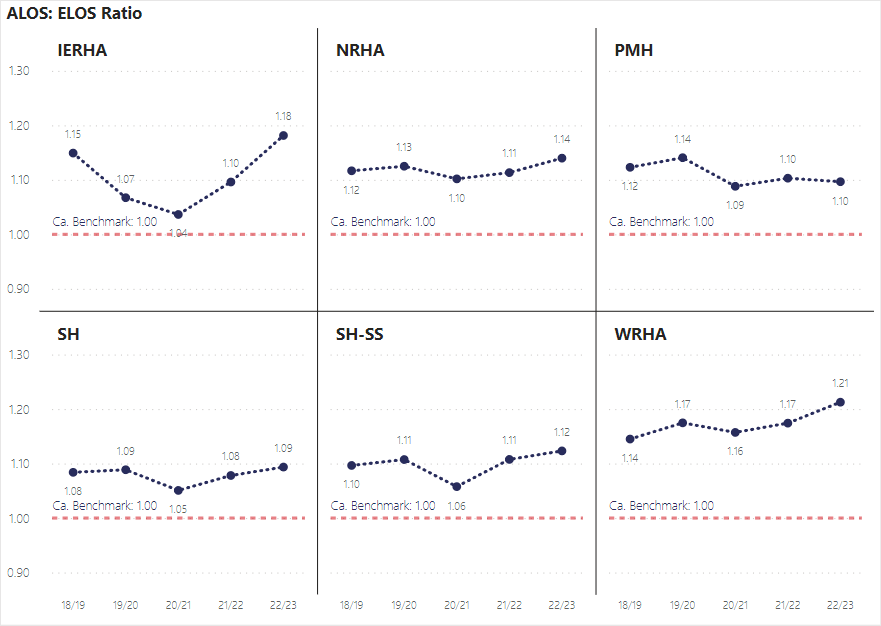 ALOS: ELOS Ratio
IERHA NRHA PMH
1.30
1.20
1.10
1.00
0.90
1.15 1.07 1.04 1.10 1.18
Ca. Benchmark: 1.00
1.12 1.13 1.10 1.11 1.14
Ca. Benchmark: 1.00
1.12 1.14 1.09 1.10 1.10
Ca. Benchmark: 1.00
SH SH-SS WRHA
1.30
1.20
1.10
1.00
0.90
1.08 1.09 1.05 1.08 1.09
Ca. Benchmark: 1.00
1.10 1.11 1.06 1.11 1.12
Ca. Benchmark: 1.00
1.14 1.17 1.16 1.17 1.21
Ca. Benchmark: 1.00
18/19 19/20 20/21 21/22 22/23 18/19 19/20 20/21 21/22 22/23 18/19 19/20 20/21 21/22 22/23